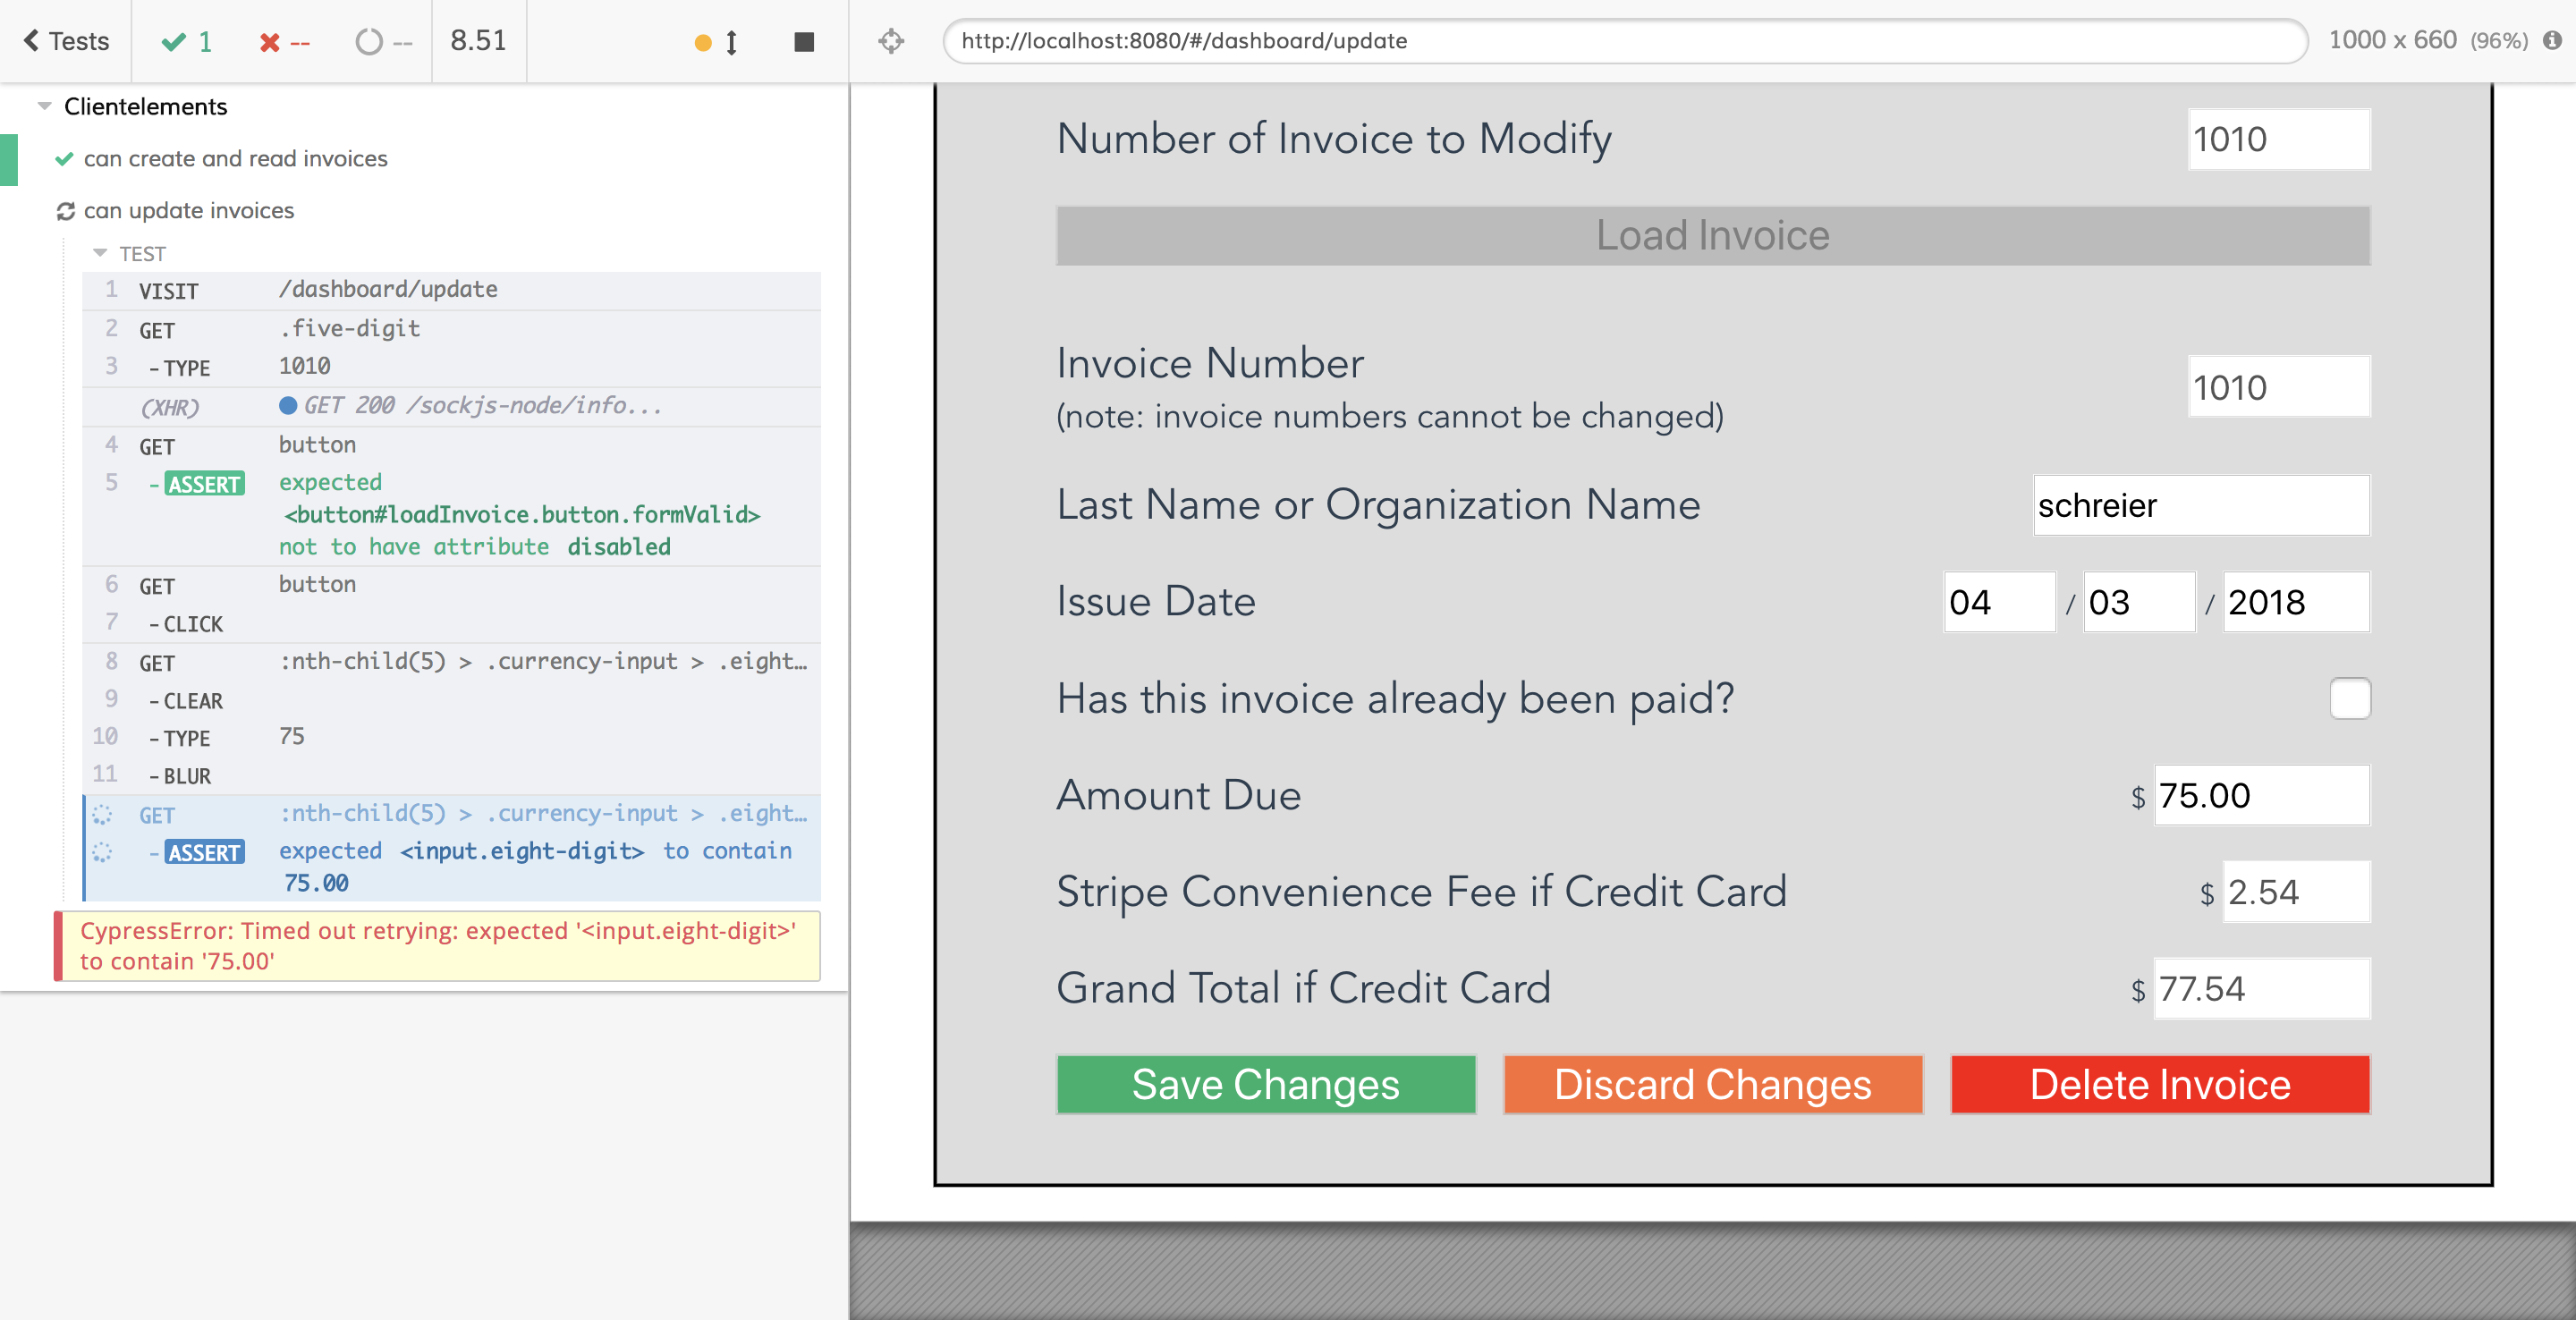 Tests
1
--
--
8.51
http://localhost:8080/#/dashboard/update
1000 x 660 (96%)
Clientelements
can create and read invoices
can update invoices
TEST
1 VISIT /dashboard/update
2 GET .five-digit
3 -TYPE 1010
(XHR) GET 200 /sockjs-node/info...
4 GET button
5 -ASSERT expected
<button#loadInvoice.button.formValid>
not to have attribute disabled
6 GET button
7 -CLICK
8 GET :nth-child(5) > .currency-input > .eight…
9 -CLEAR
10 -TYPE 75
11 -BLUR
GET :nth-child(5) > .currency-input > .eight…
-ASSERT expected <input.eight-digit> to contain
75.00
CypressError: Timed out retrying: expected '<input.eight-digit>'
to contain '75.00'
Number of Invoice to Modify 1010
Load Invoice
Invoice Number
(note: invoice numbers cannot be changed)
1010
Last Name or Organization Name schreier
Issue Date 04 / 03 / 2018
Has this invoice already been paid?
Amount Due $ 75.00
Stripe Convenience Fee if Credit Card $ 2.54
Grand Total if Credit Card $ 77.54
Save Changes Discard Changes Delete Invoice